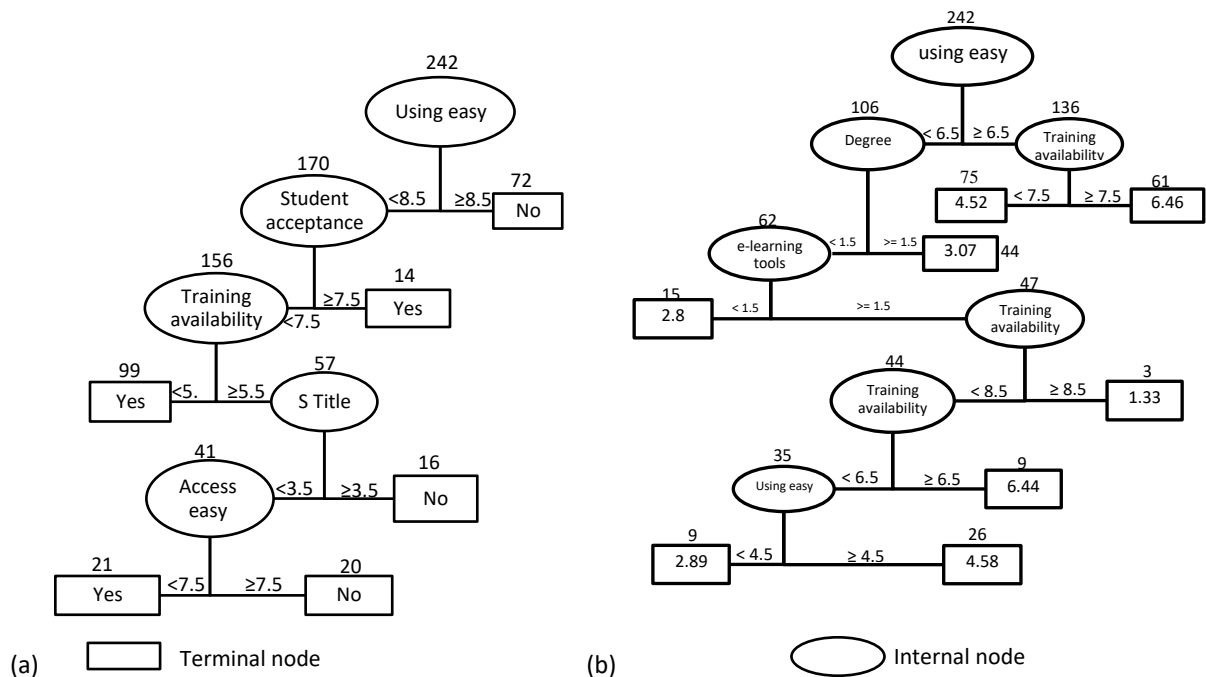 242
Using easy
170
<8.5
≥8.5
72
Student
acceptance
No
156
14
Training
availability
≥7.5
<7.5
Yes
99
57
Yes
<5.
≥5.5
S Title
41
16
Access
easy
<3.5
≥3.5
No
21
20
Yes
<7.5
≥7.5
No
(a)
Terminal node
242
using easy
106
136
Degree
< 6.5
≥ 6.5
Training
availability
75
61
4.52
< 7.5
≥ 7.5
6.46
62
e-learning
tools
< 1.5
>= 1.5
3.07
44
15
47
2.8
< 1.5
>= 1.5
Training
availability
44
3
Training
availability
< 8.5
≥ 8.5
1.33
35
9
Using easy
< 6.5
≥ 6.5
6.44
9
26
2.89
< 4.5
≥ 4.5
4.58
(b)
Internal node